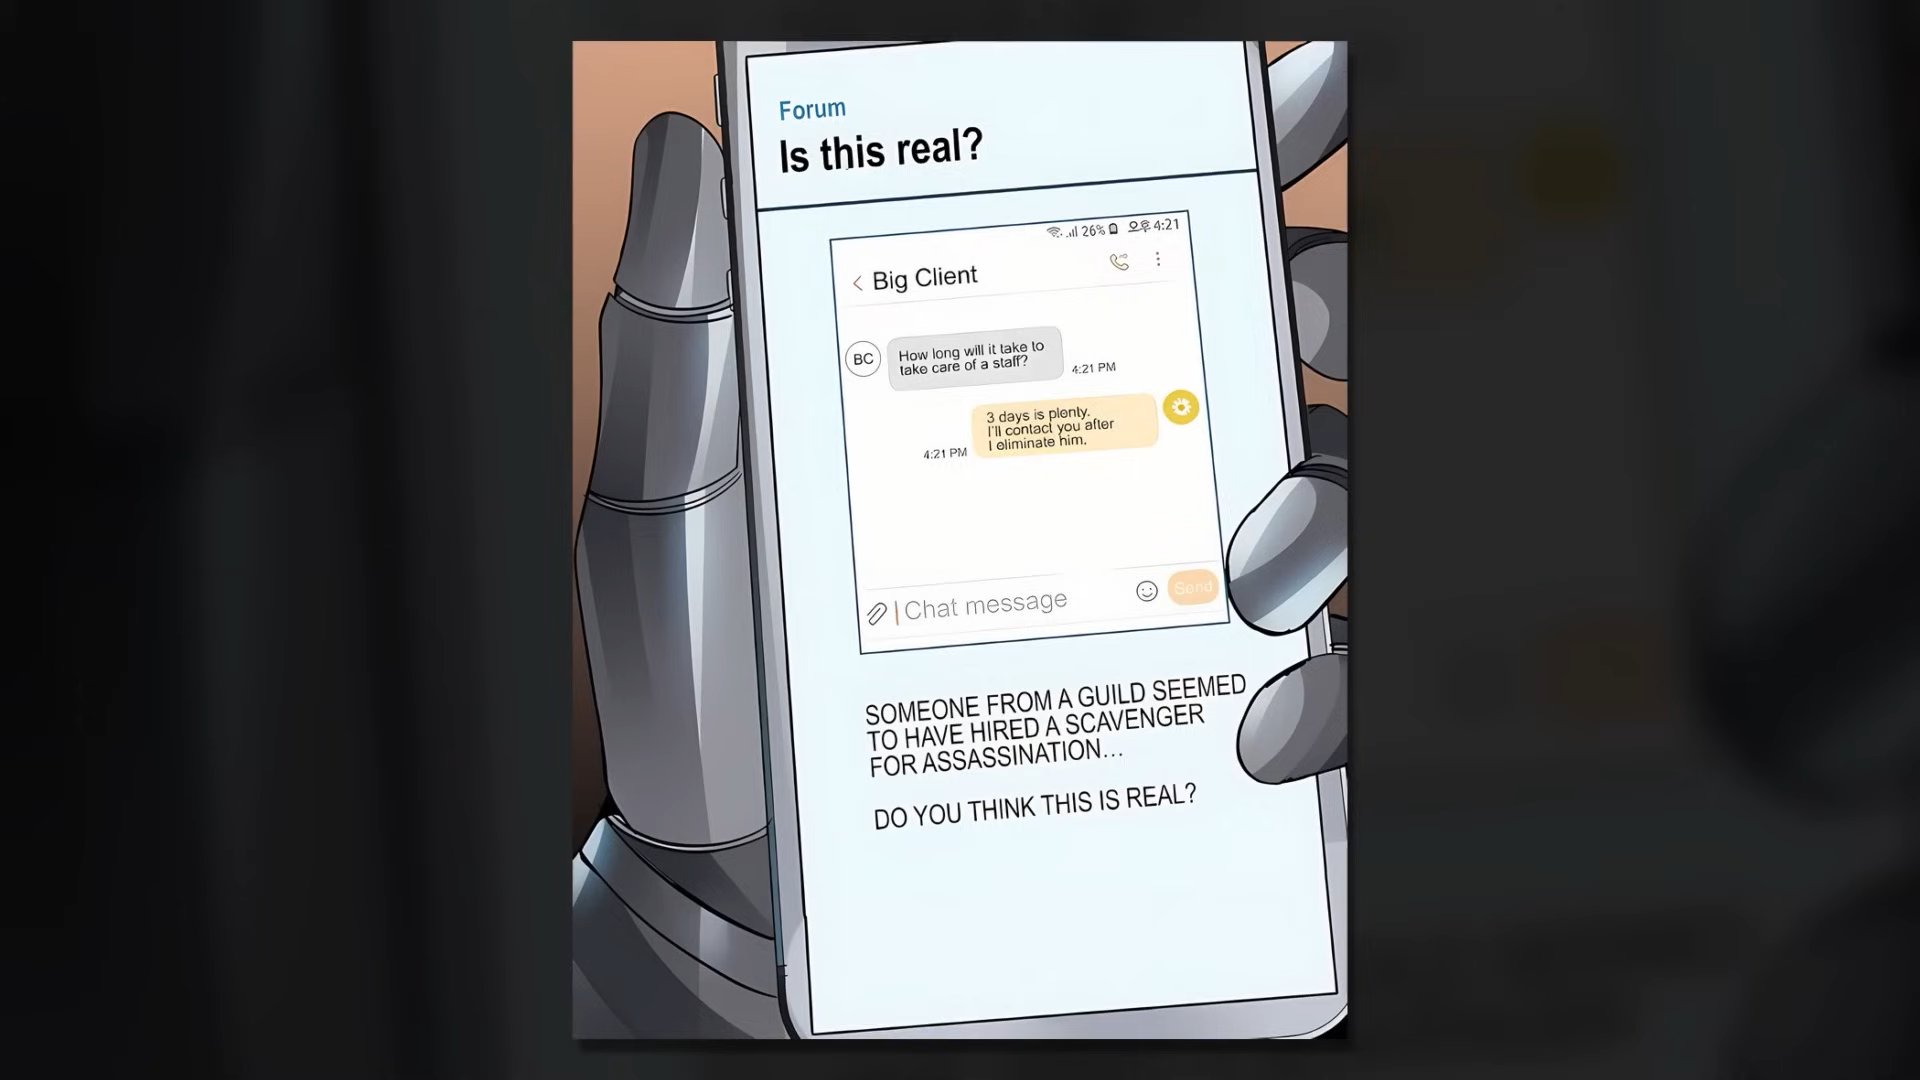 Forum
Is this real?
26% 오후 4:21
Big Client
BC
How long will it take to
take care of a staff?
4:21 PM
3 days is plenty.
I'll contact you after
I eliminate him.
4:21 PM
Chat message
Send
SOMEONE FROM A GUILD SEEMED
TO HAVE HIRED A SCAVENGER
FOR ASSASSINATION...
DO YOU THINK THIS IS REAL?